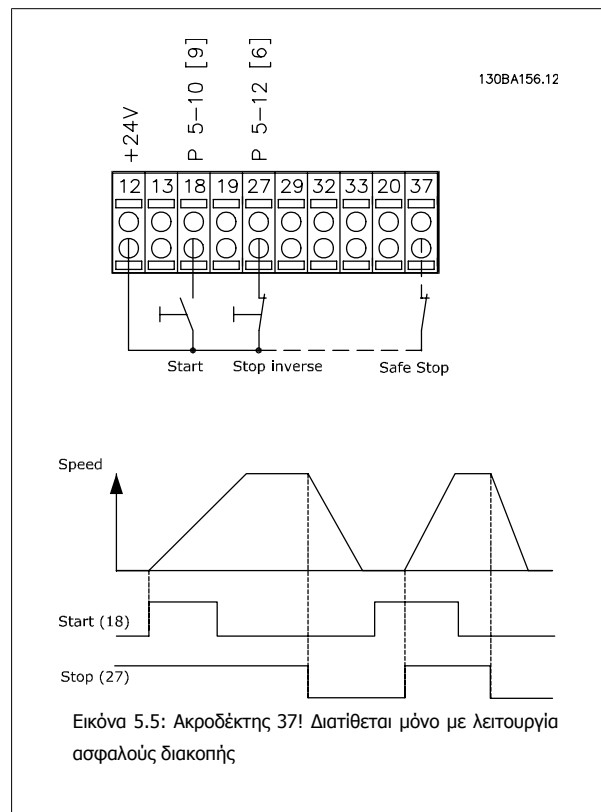 P 5-10 [9]
P 5-12 [6]
130BA156.12
+24V
12 13 18 19 27 29 32 33 20 37
Start Stop inverse Safe Stop
Speed
Start (18)
Stop (27)
Εικόνα 5.5: Ακροδέκτης 37! Διατίθεται μόνο με λειτουργία
ασφαλούς διακοπής